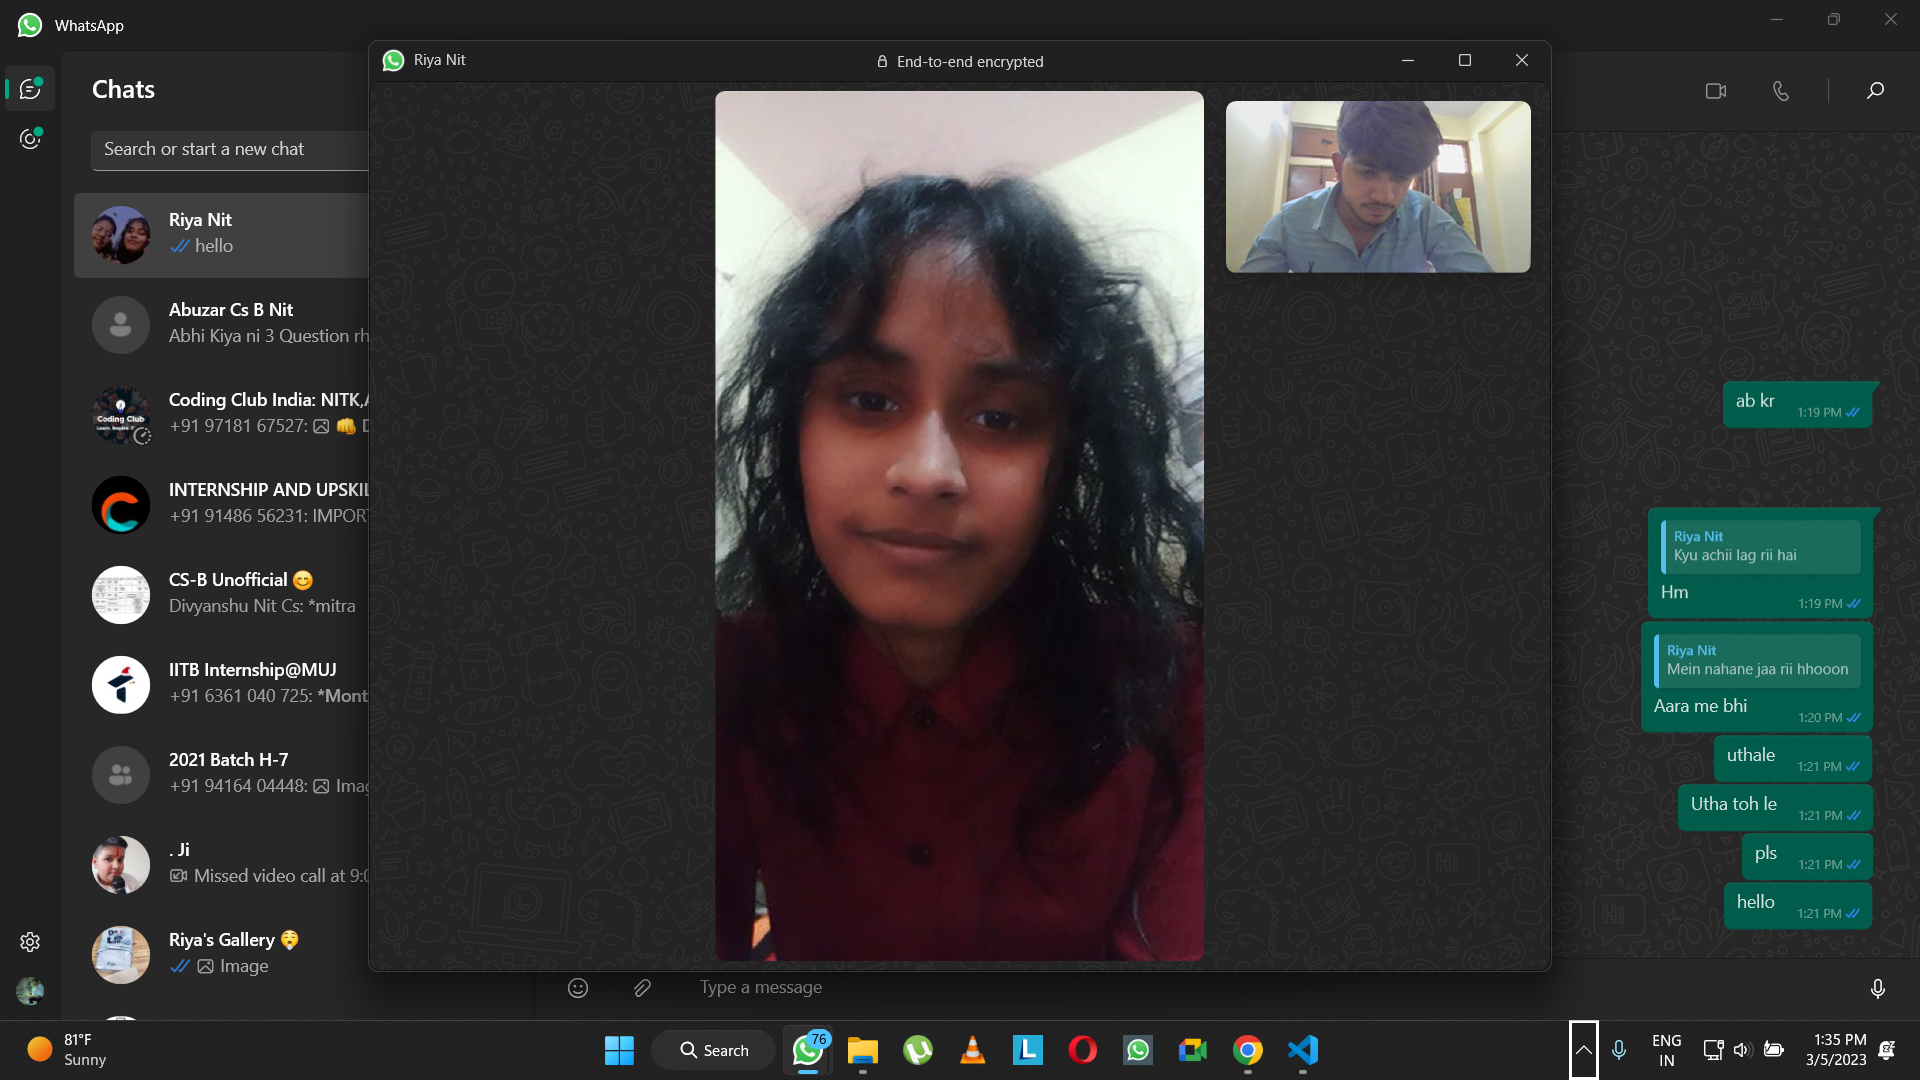 WhatsApp
Riya Nit
End-to-end encrypted
Chats
Search or start a new chat
Riya Nit
hello
Abuzar Cs B Nit
Abhi Kiya ni 3 Question rh
Coding Club
Coding Club India: NITK,
+91 97181 67527:
INTERNSHIP AND UPSKIL
+91 91486 56231: IMPOR
CS-B Unofficial 😊
Divyanshu Nit Cs: *mitra
IITB Internship@MUJ
+91 6361 040 725: *Mont
2021 Batch H-7
+91 94164 04448: Imag
. Ji
Missed video call at 9:0
Riya's Gallery 😌
Image
ab kr
1:19 PM
Riya Nit
Kyu achii lag rii hai
Hm
1:19 PM
Riya Nit
Mein nahane jaa rii hhooon
Aara me bhi
1:20 PM
uthale
1:21 PM
Utha toh le
1:21 PM
pls
1:21 PM
hello
1:21 PM
Type a message
81°F
Sunny
Search
76
L
ENG
IN
1:35 PM
3/5/2023